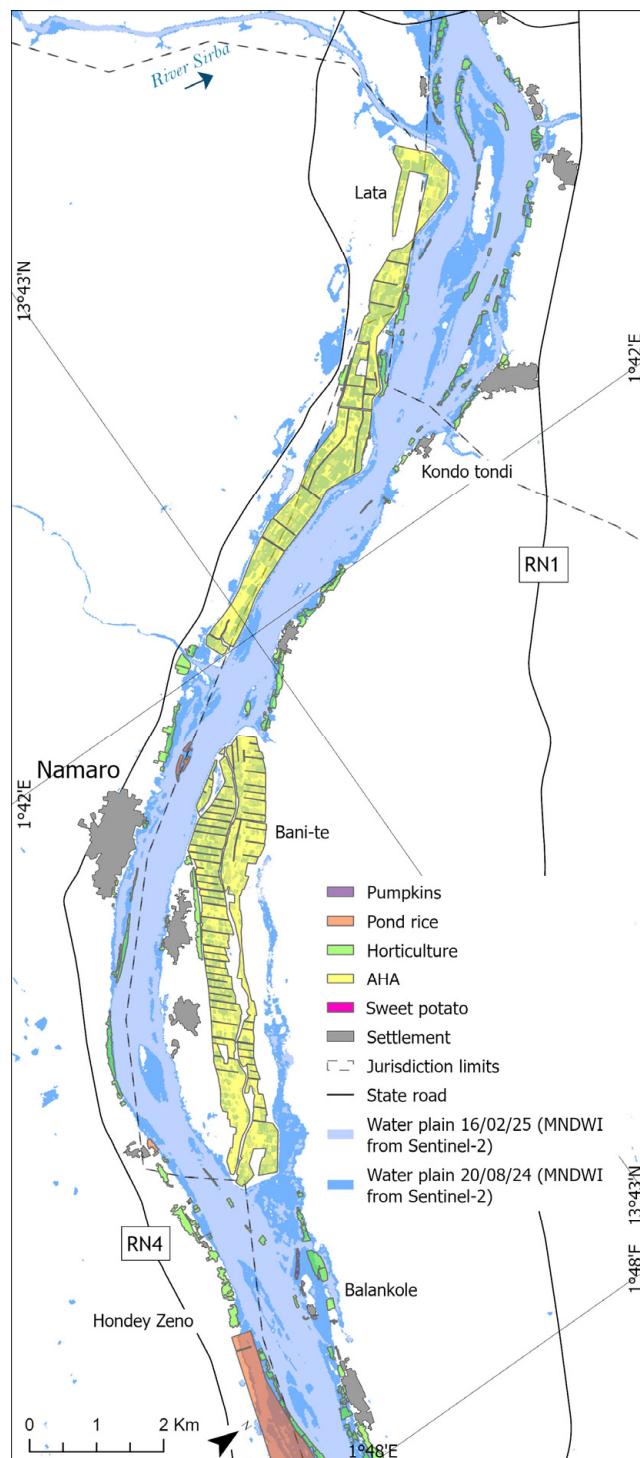 River Sirba
Lata
13°43'N
1°42'E
Kondo tondi
RN1
Namaro
1°42'E
Bani-te
Pumpkins
Pond rice
Horticulture
AHA
Sweet potato
Settlement
Jurisdiction limits
State road
Water plain 16/02/25 (MNDWI
from Sentinel-2)
Water plain 20/08/24 (MNDWI
from Sentinel-2)
13°43'N
1°48'E
RN4
Balankole
Hondey Zeno
0 1 2 Km
N
1°48'E